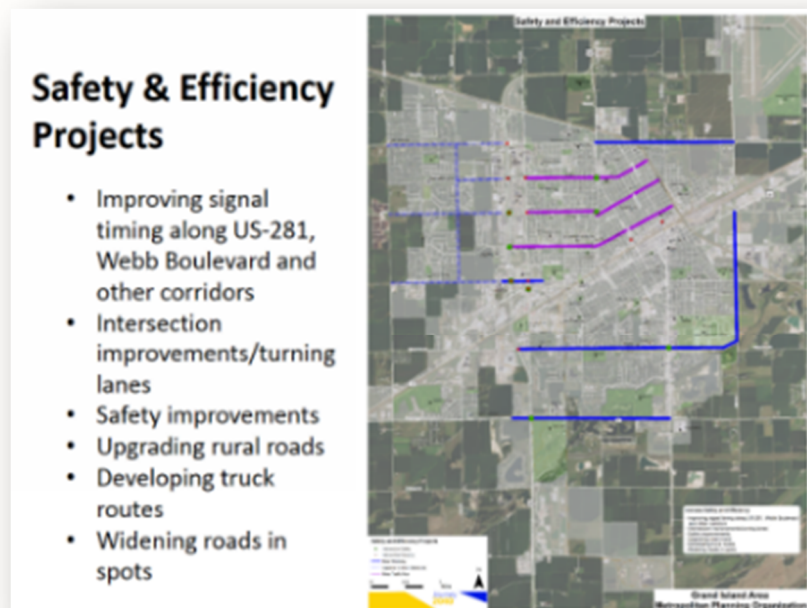 Safety and Efficiency Projects
Safety & Efficiency
Projects
• Improving signal
timing along US-281,
Webb Boulevard and
other corridors
• Intersection
improvements/turning
lanes
• Safety improvements
• Upgrading rural roads
• Developing truck
routes
• Widening roads in
spots
Grand Island Area
Metropolitan Planning Organization